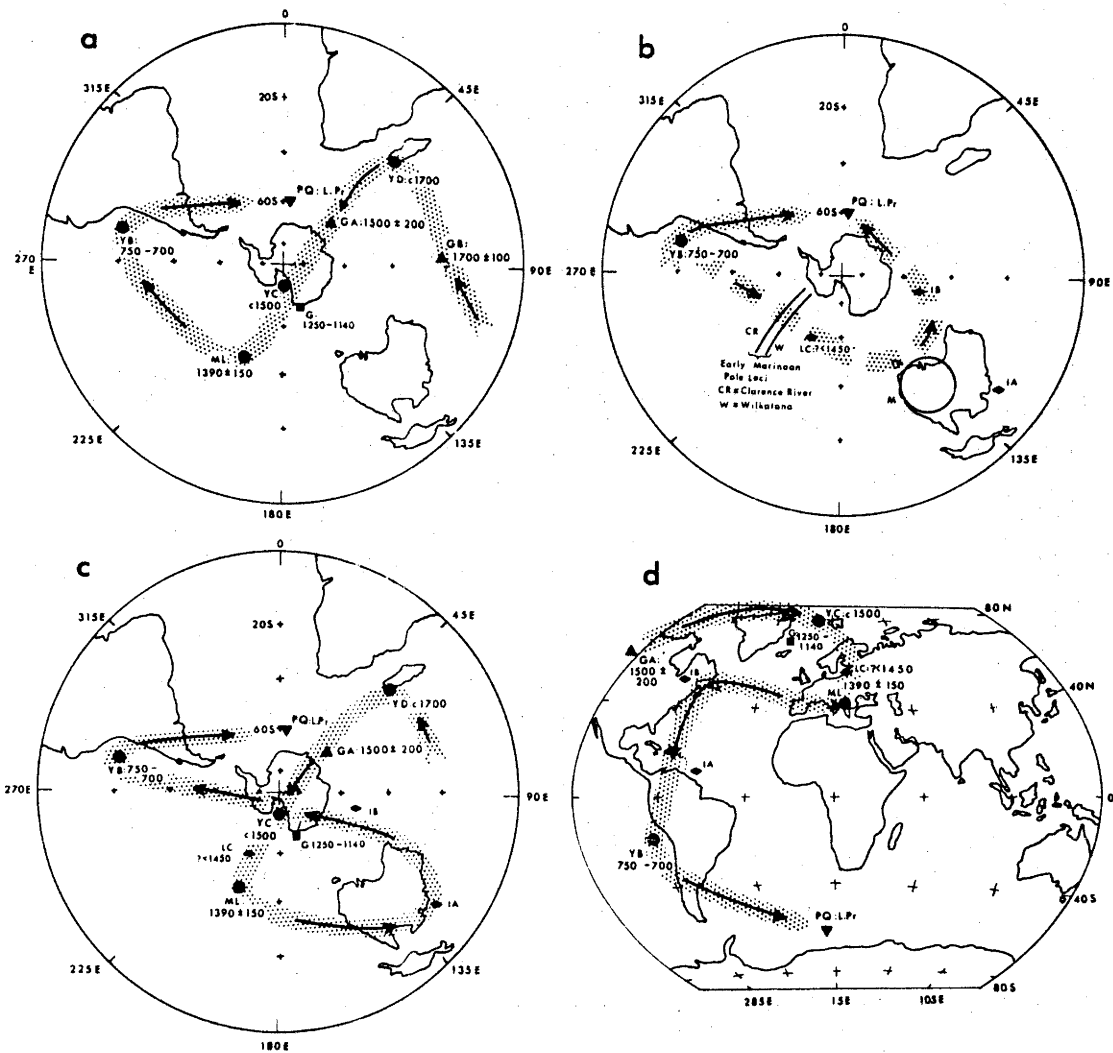 a
0
315E
45E
20S
YD:c1700
60S
PQ:L.Pr
GA:1500±200
GB:
1700±100
YB:
750-700
270
E
90E
YC
c1500
G
1250-1140
ML:
1390±150
225E
135E
180E
b
0
315E
45E
20S
60S
PQ:L.Pr
YB:750-700
270
E
90E
IB
CR
W
LC:?<1450
Early Marinoan
Pole Loci
CR=Clarence River
W=Wilkatana
M
IA
225E
135E
180E
c
0
315E
45E
20S
YD:c1700
60S
PQ:L.Pr
GA:1500±200
YB:750-
700
270E
90E
IB
YC
c1500
G1250-1140
LC
?<1450
ML
1390±150
IA
225E
135E
180E
d
80N
YC:c1500
G:1250-
1140
GA:
1500±
200
IB
LC:?<1450
1390±150
ML
40N
IA
0
YB
750-700
40S
PQ:L.Pr
80S
285E
15E
105E